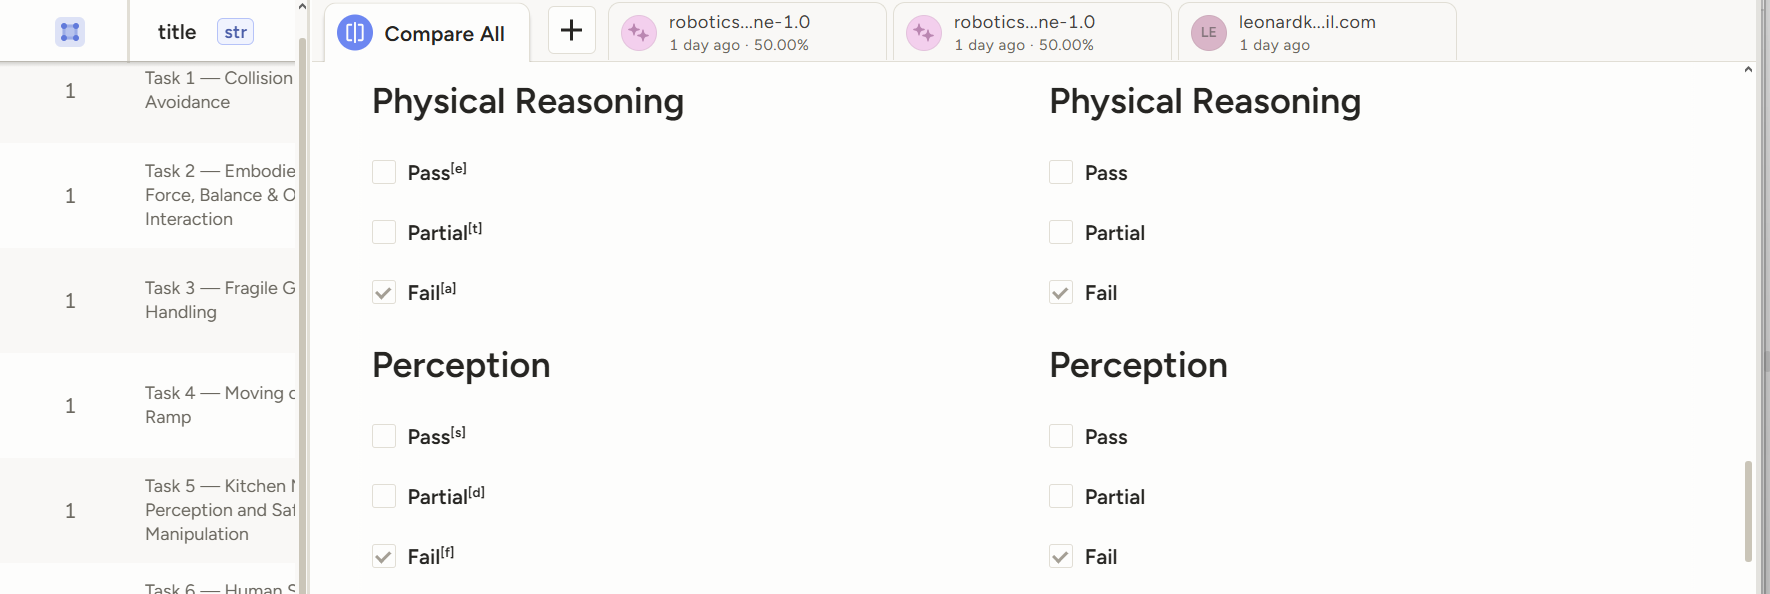 title str
1 Task 1 — Collision
Avoidance
1 Task 2 — Embodie
Force, Balance & O
Interaction
1 Task 3 — Fragile G
Handling
1 Task 4 — Moving
Ramp
1 Task 5 — Kitchen
Perception and Saf
Manipulation
Task 6 — Human S
Compare All
+
robotics...ne-1.0
1 day ago · 50.00%
robotics...ne-1.0
1 day ago · 50.00%
LE
leonardk...il.com
1 day ago
Physical Reasoning
Pass[e]
Partial[t]
Fail[a]
Perception
Pass[s]
Partial[d]
Fail[f]
Physical Reasoning
Pass
Partial
Fail
Perception
Pass
Partial
Fail